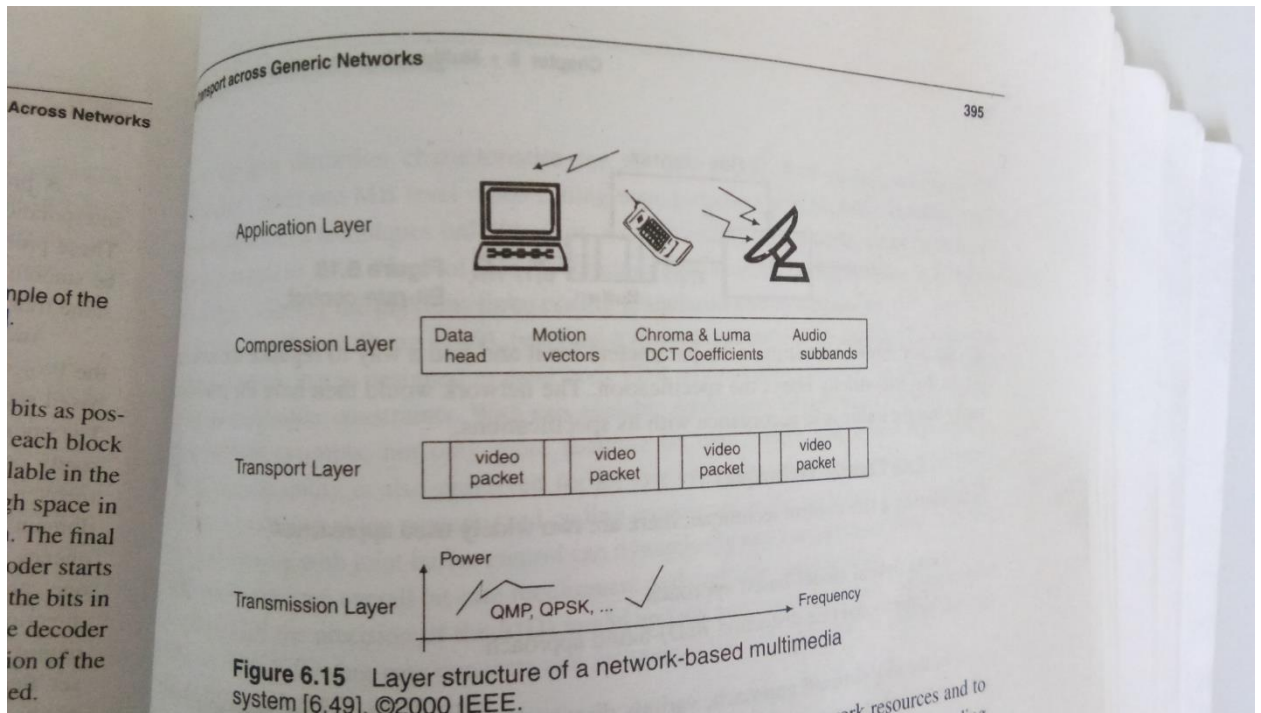 Across Networks
mple of the
bits as pos-
each block
lable in the
gh space in
. The final
oder starts
the bits in
e decoder
ion of the
ed.
across Generic Networks
395
Application Layer
Compression Layer
Data head
Motion vectors
Chroma & Luma DCT Coefficients
Audio subbands
Transport Layer
video packet
video packet
video packet
video packet
Transmission Layer
Power
QMP, QPSK, ...
Frequency
Figure 6.15 Layer structure of a network-based multimedia
system [6.49]. ©2000 IEEE.
resources and to